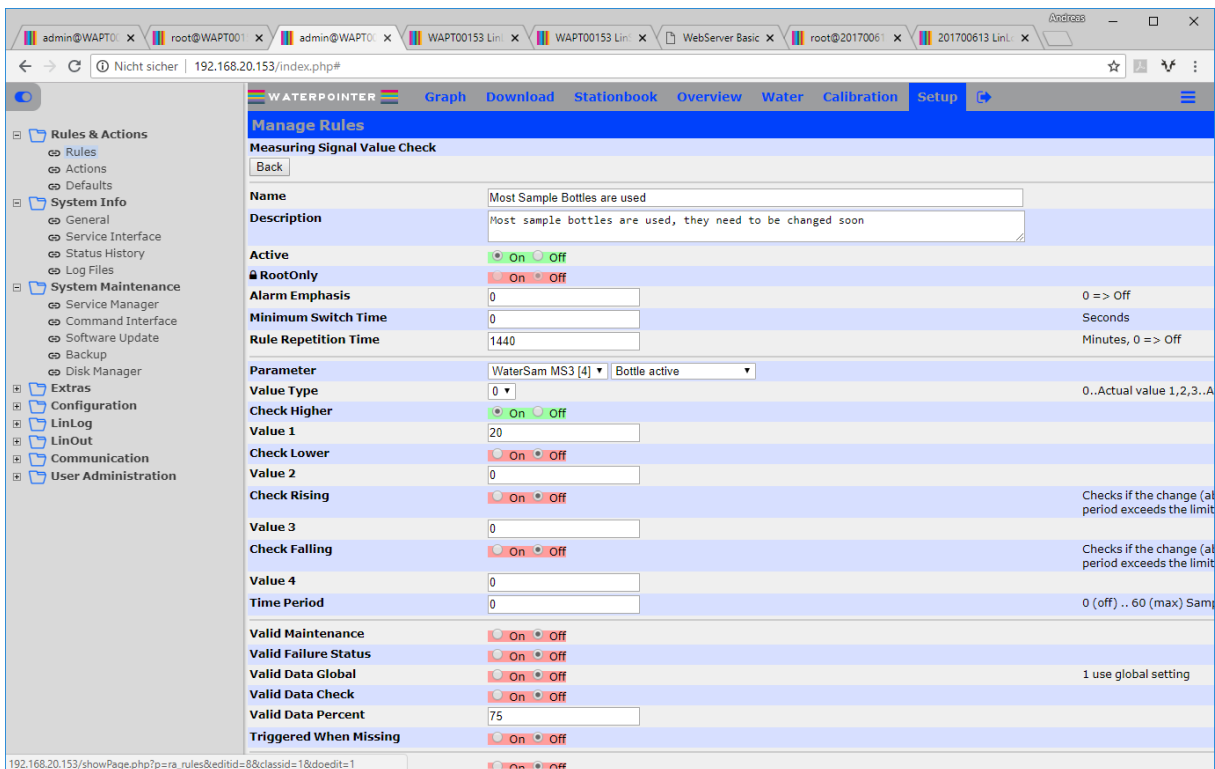 Andreas
admin@WAPT00 root@WAPT001 admin@WAPT0 WAPT00153 Lin WAPT00153 Lin WebServer Basic root@2017006 201700613 LinLo
Nicht sicher 192.168.20.153/index.php#
WATERPOINTER Graph Download Stationbook Overview Water Calibration Setup
Rules & Actions
Rules
Actions
Defaults
System Info
General
Service Interface
Status History
Log Files
System Maintenance
Service Manager
Command Interface
Software Update
Backup
Disk Manager
Extras
Configuration
LinLog
LinOut
Communication
User Administration
Manage Rules
Measuring Signal Value Check
Back
Name Most Sample Bottles are used
Description Most sample bottles are used, they need to be changed soon
Active On Off
RootOnly On Off
Alarm Emphasis 0 0 => Off
Minimum Switch Time 0 Seconds
Rule Repetition Time 1440 Minutes, 0 => Off
Parameter WaterSam MS3 [4] Bottle active
Value Type 0 0..Actual value 1,2,3..A
Check Higher On Off
Value 1 20
Check Lower On Off
Value 2 0
Check Rising On Off Checks if the change (ab
period exceeds the limit
Value 3 0
Check Falling On Off Checks if the change (ab
period exceeds the limit
Value 4 0
Time Period 0 0 (off) .. 60 (max) Samp
Valid Maintenance On Off
Valid Failure Status On Off
Valid Data Global On Off 1 use global setting
Valid Data Check On Off
Valid Data Percent 75
Triggered When Missing On Off
On Off
192.168.20.153/showPage.php?p=ra_rules&editid=8&classid=1&doedit=1